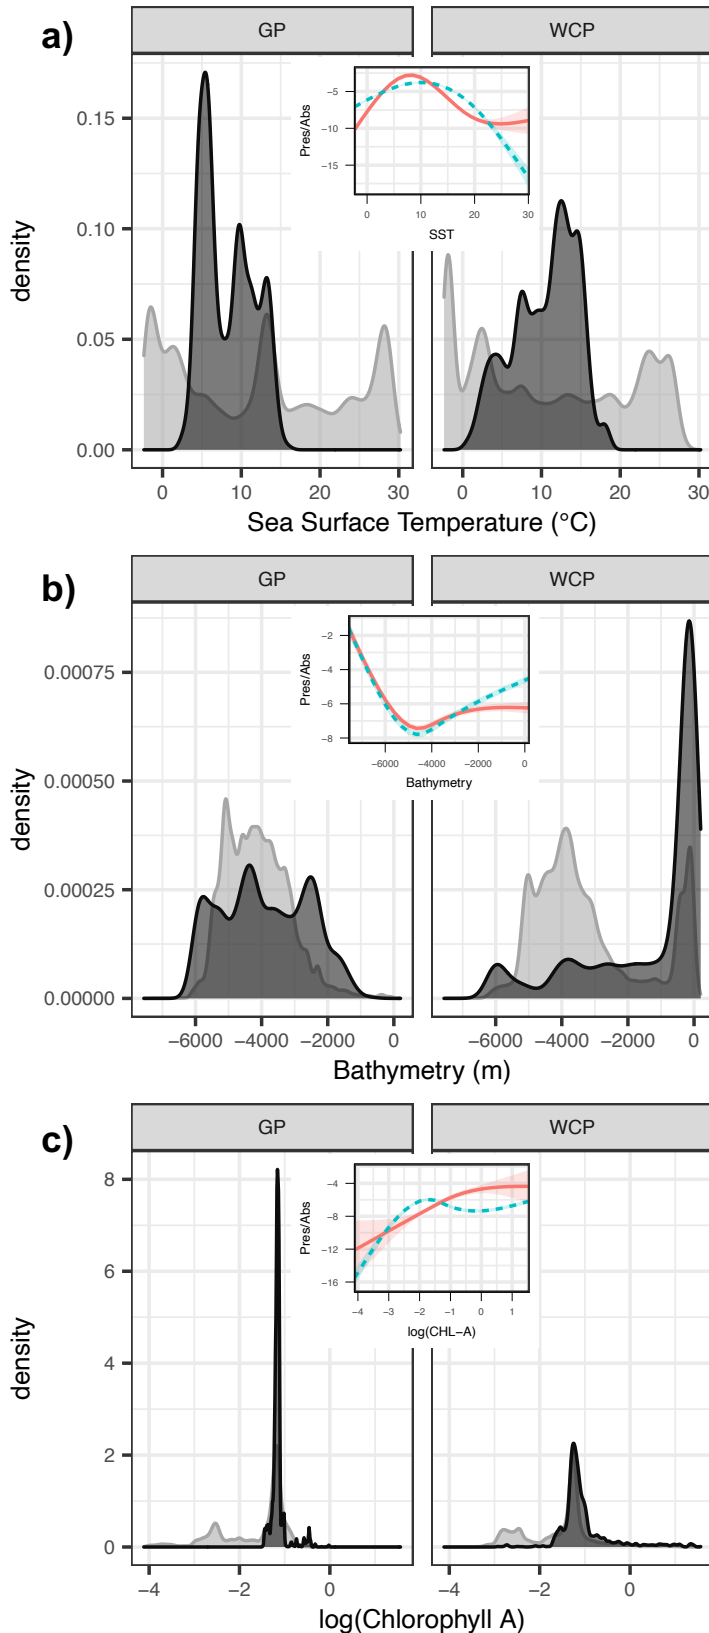 a)
GP
WCP
density
0.15
0.10
0.05
0.00
Pres/Abs
−5
−10
−15
0
10
20
30
SST
0
10
20
30
0
10
20
30
Sea Surface Temperature (°C)
b)
GP
WCP
density
0.00075
0.00050
0.00025
0.00000
Pres/Abs
−2
−4
−6
−8
−6000
−4000
−2000
0
Bathymetry
−6000
−4000
−2000
0
−6000
−4000
−2000
0
Bathymetry (m)
c)
GP
WCP
density
8
6
4
2
0
Pres/Abs
−4
−8
−12
−16
−4
−3
−2
−1
0
1
log(CHL−A)
−4
−2
0
−4
−2
0
log(Chlorophyll A)